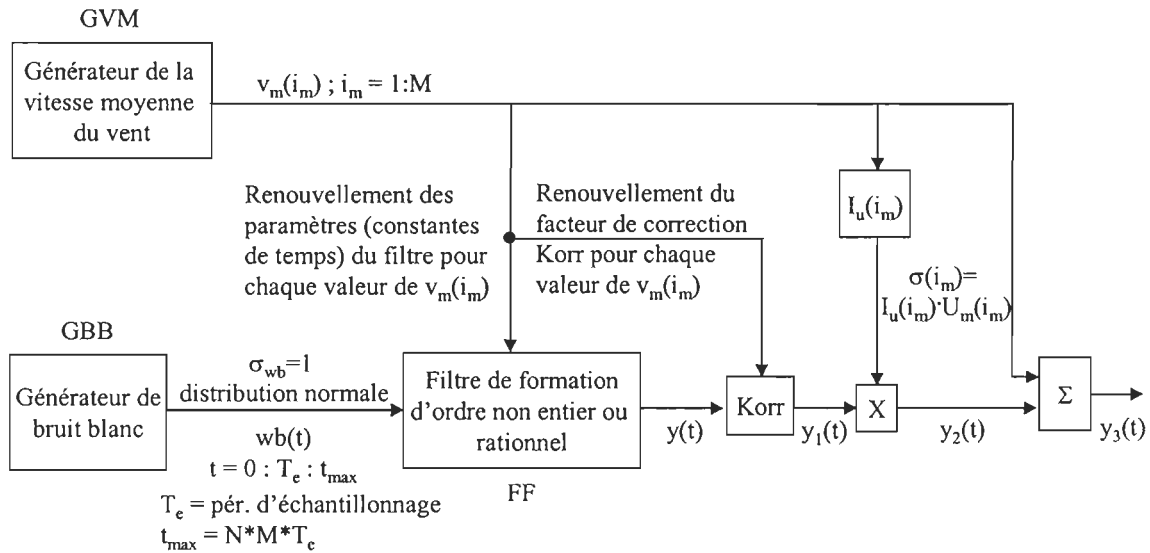 GVM
Générateur de la
vitesse moyenne
du vent
v_m(i_m) ; i_m = 1:M
Renouvellement des
paramètres (constantes
de temps) du filtre pour
chaque valeur de v_m(i_m)
Renouvellement du
facteur de correction
Korr pour chaque
valeur de v_m(i_m)
I_u(i_m)
σ(i_m)=
I_u(i_m)·U_m(i_m)
GBB
Générateur de
bruit blanc
σ_wb=1
distribution normale
wb(t)
t = 0 : T_e : t_max
T_e = pér. d'échantillonnage
t_max = N*M*T_e
Filtre de formation
d'ordre non entier ou
rationnel
FF
y(t)
Korr
y_1(t)
X
y_2(t)
Σ
y_3(t)